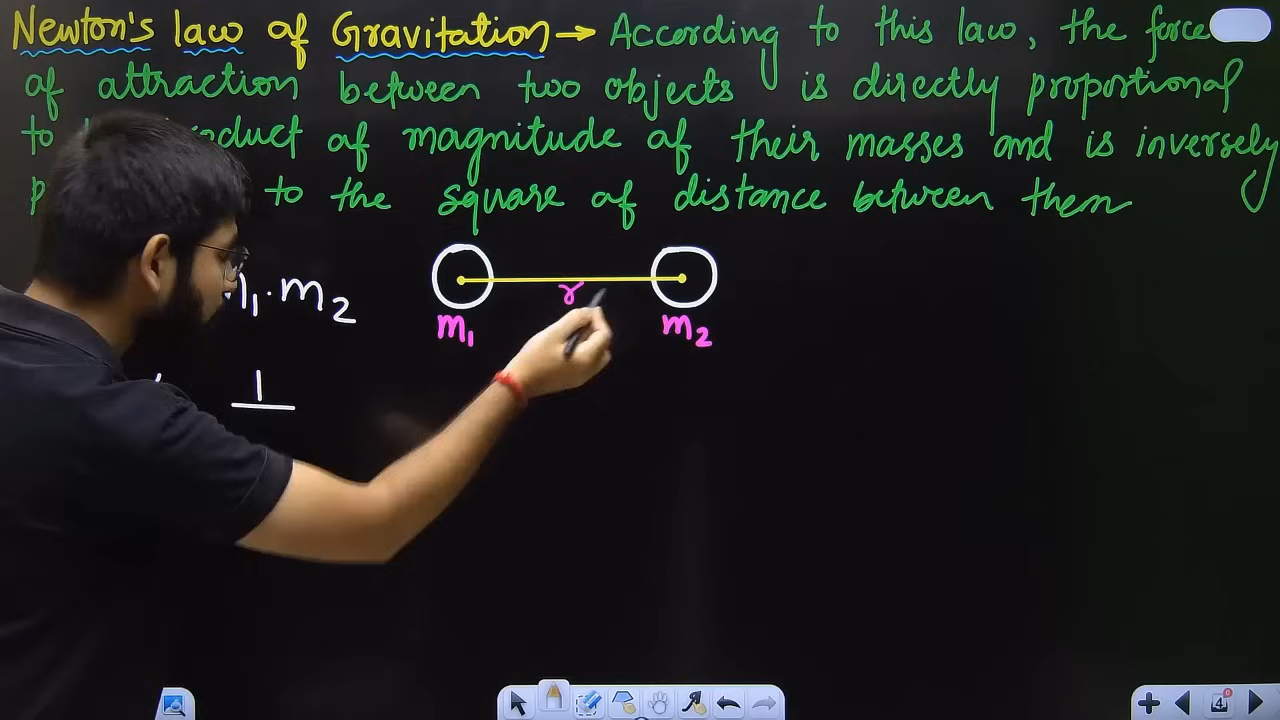 Newton's law of Gravitation → According to this law, the force
of attraction between two objects is directly proportional
to product of magnitude of their masses and is inversely
to the square of distance between them
m₁·m₂
r
m₁
m₂
1
4